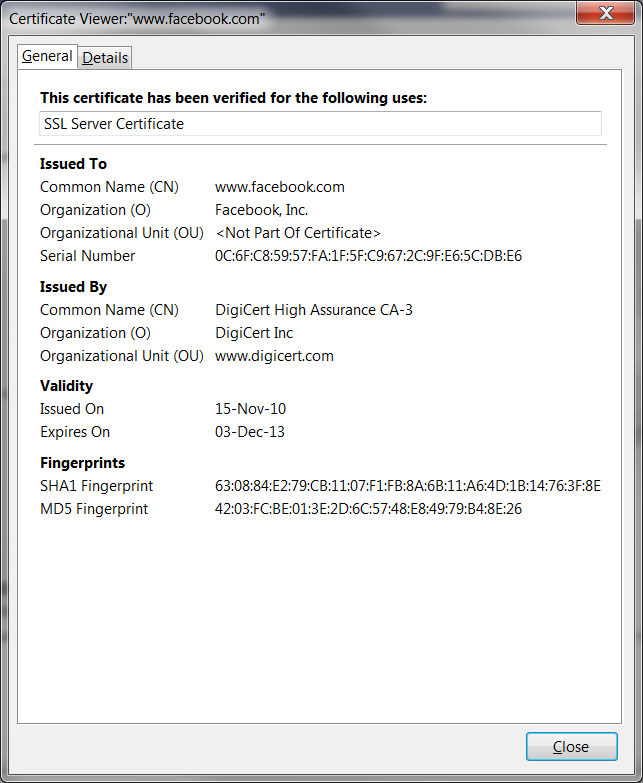 Certificate Viewer:"www.facebook.com"
General Details
This certificate has been verified for the following uses:
SSL Server Certificate
Issued To
Common Name (CN) www.facebook.com
Organization (O) Facebook, Inc.
Organizational Unit (OU) <Not Part Of Certificate>
Serial Number 0C:6F:C8:59:57:FA:1F:5F:C9:67:2C:9F:E6:5C:DB:E6
Issued By
Common Name (CN) DigiCert High Assurance CA-3
Organization (O) DigiCert Inc
Organizational Unit (OU) www.digicert.com
Validity
Issued On 15-Nov-10
Expires On 03-Dec-13
Fingerprints
SHA1 Fingerprint 63:08:84:E2:79:CB:11:07:F1:FB:8A:6B:11:A6:4D:1B:14:76:3F:8E
MD5 Fingerprint 42:03:FC:BE:01:3E:2D:6C:57:48:E8:49:79:B4:8E:26
Close